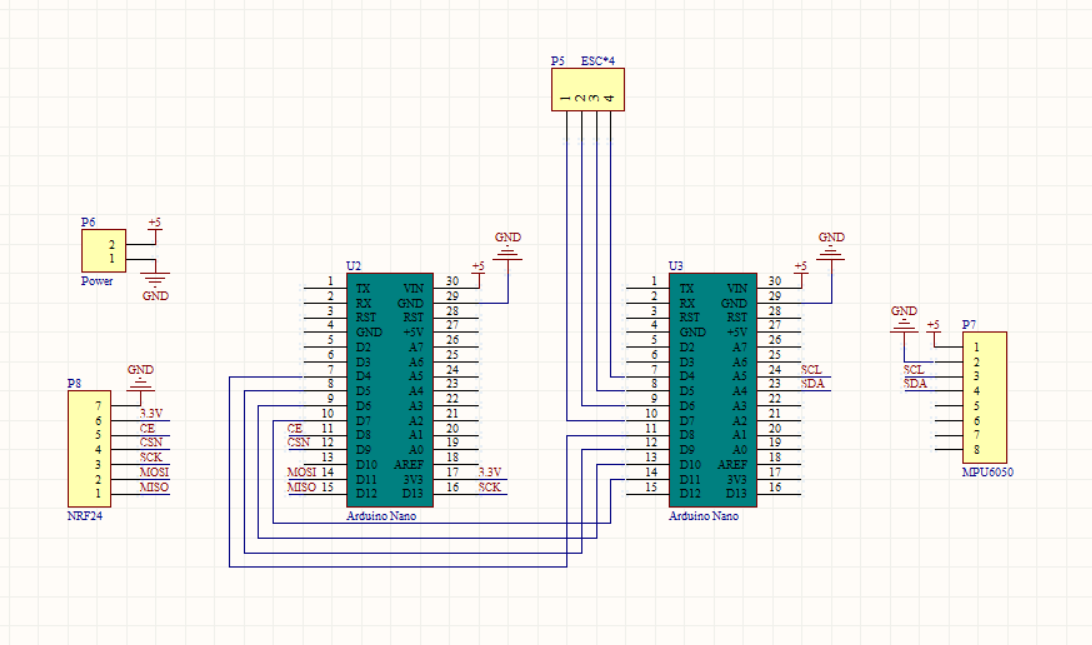 P5 ESC*4
1 2 3 4
P6 +5
2
1
Power
GND
U2
GND
+5
1 TX VIN 30
2 RX GND 29
3 RST RST 28
4 GND +5V 27
5 D2 A7 26
6 D3 A6 25
7 D4 A5 24
8 D5 A4 23
9 D6 A3 22
10 D7 A2 21
CE 11 D8 A1 20
CSN 12 D9 A0 19
13 D10 AREF 18
MOSI 14 D11 3V3 17 3.3V
MISO 15 D12 D13 16 SCK
Arduino Nano
U3
GND
+5
1 TX VIN 30
2 RX GND 29
3 RST RST 28
4 GND +5V 27
5 D2 A7 26
6 D3 A6 25
7 D4 A5 24 SCL
8 D5 A4 23 SDA
9 D6 A3 22
10 D7 A2 21
11 D8 A1 20
12 D9 A0 19
13 D10 AREF 18
14 D11 3V3 17
15 D12 D13 16
Arduino Nano
GND
+5 P7
1
2
SCL 3
SDA 4
5
6
7
8
MPU6050
P8 GND
7
6 3.3V
5 CE
4 CSN
3 SCK
2 MOSI
1 MISO
NRF24